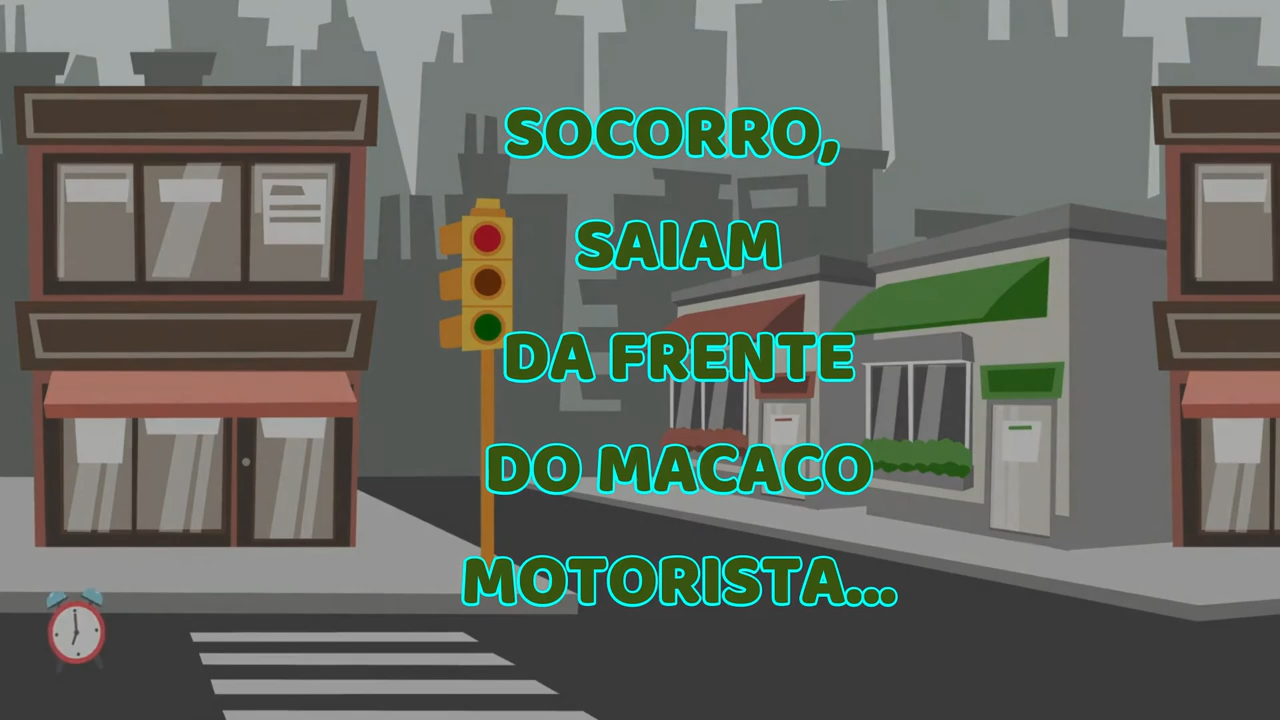 SOCORRO,
SAIAM
DA FRENTE
DO MACACO
MOTORISTA...